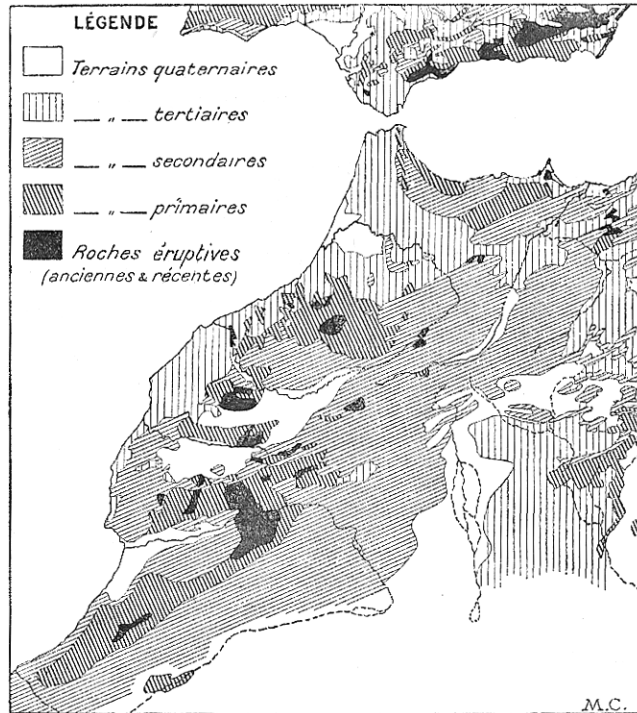 LÉGENDE
Terrains quaternaires
— „ — tertiaires
— „ — secondaires
— „ — primaires
Roches éruptives
(anciennes & récentes)
M.C.